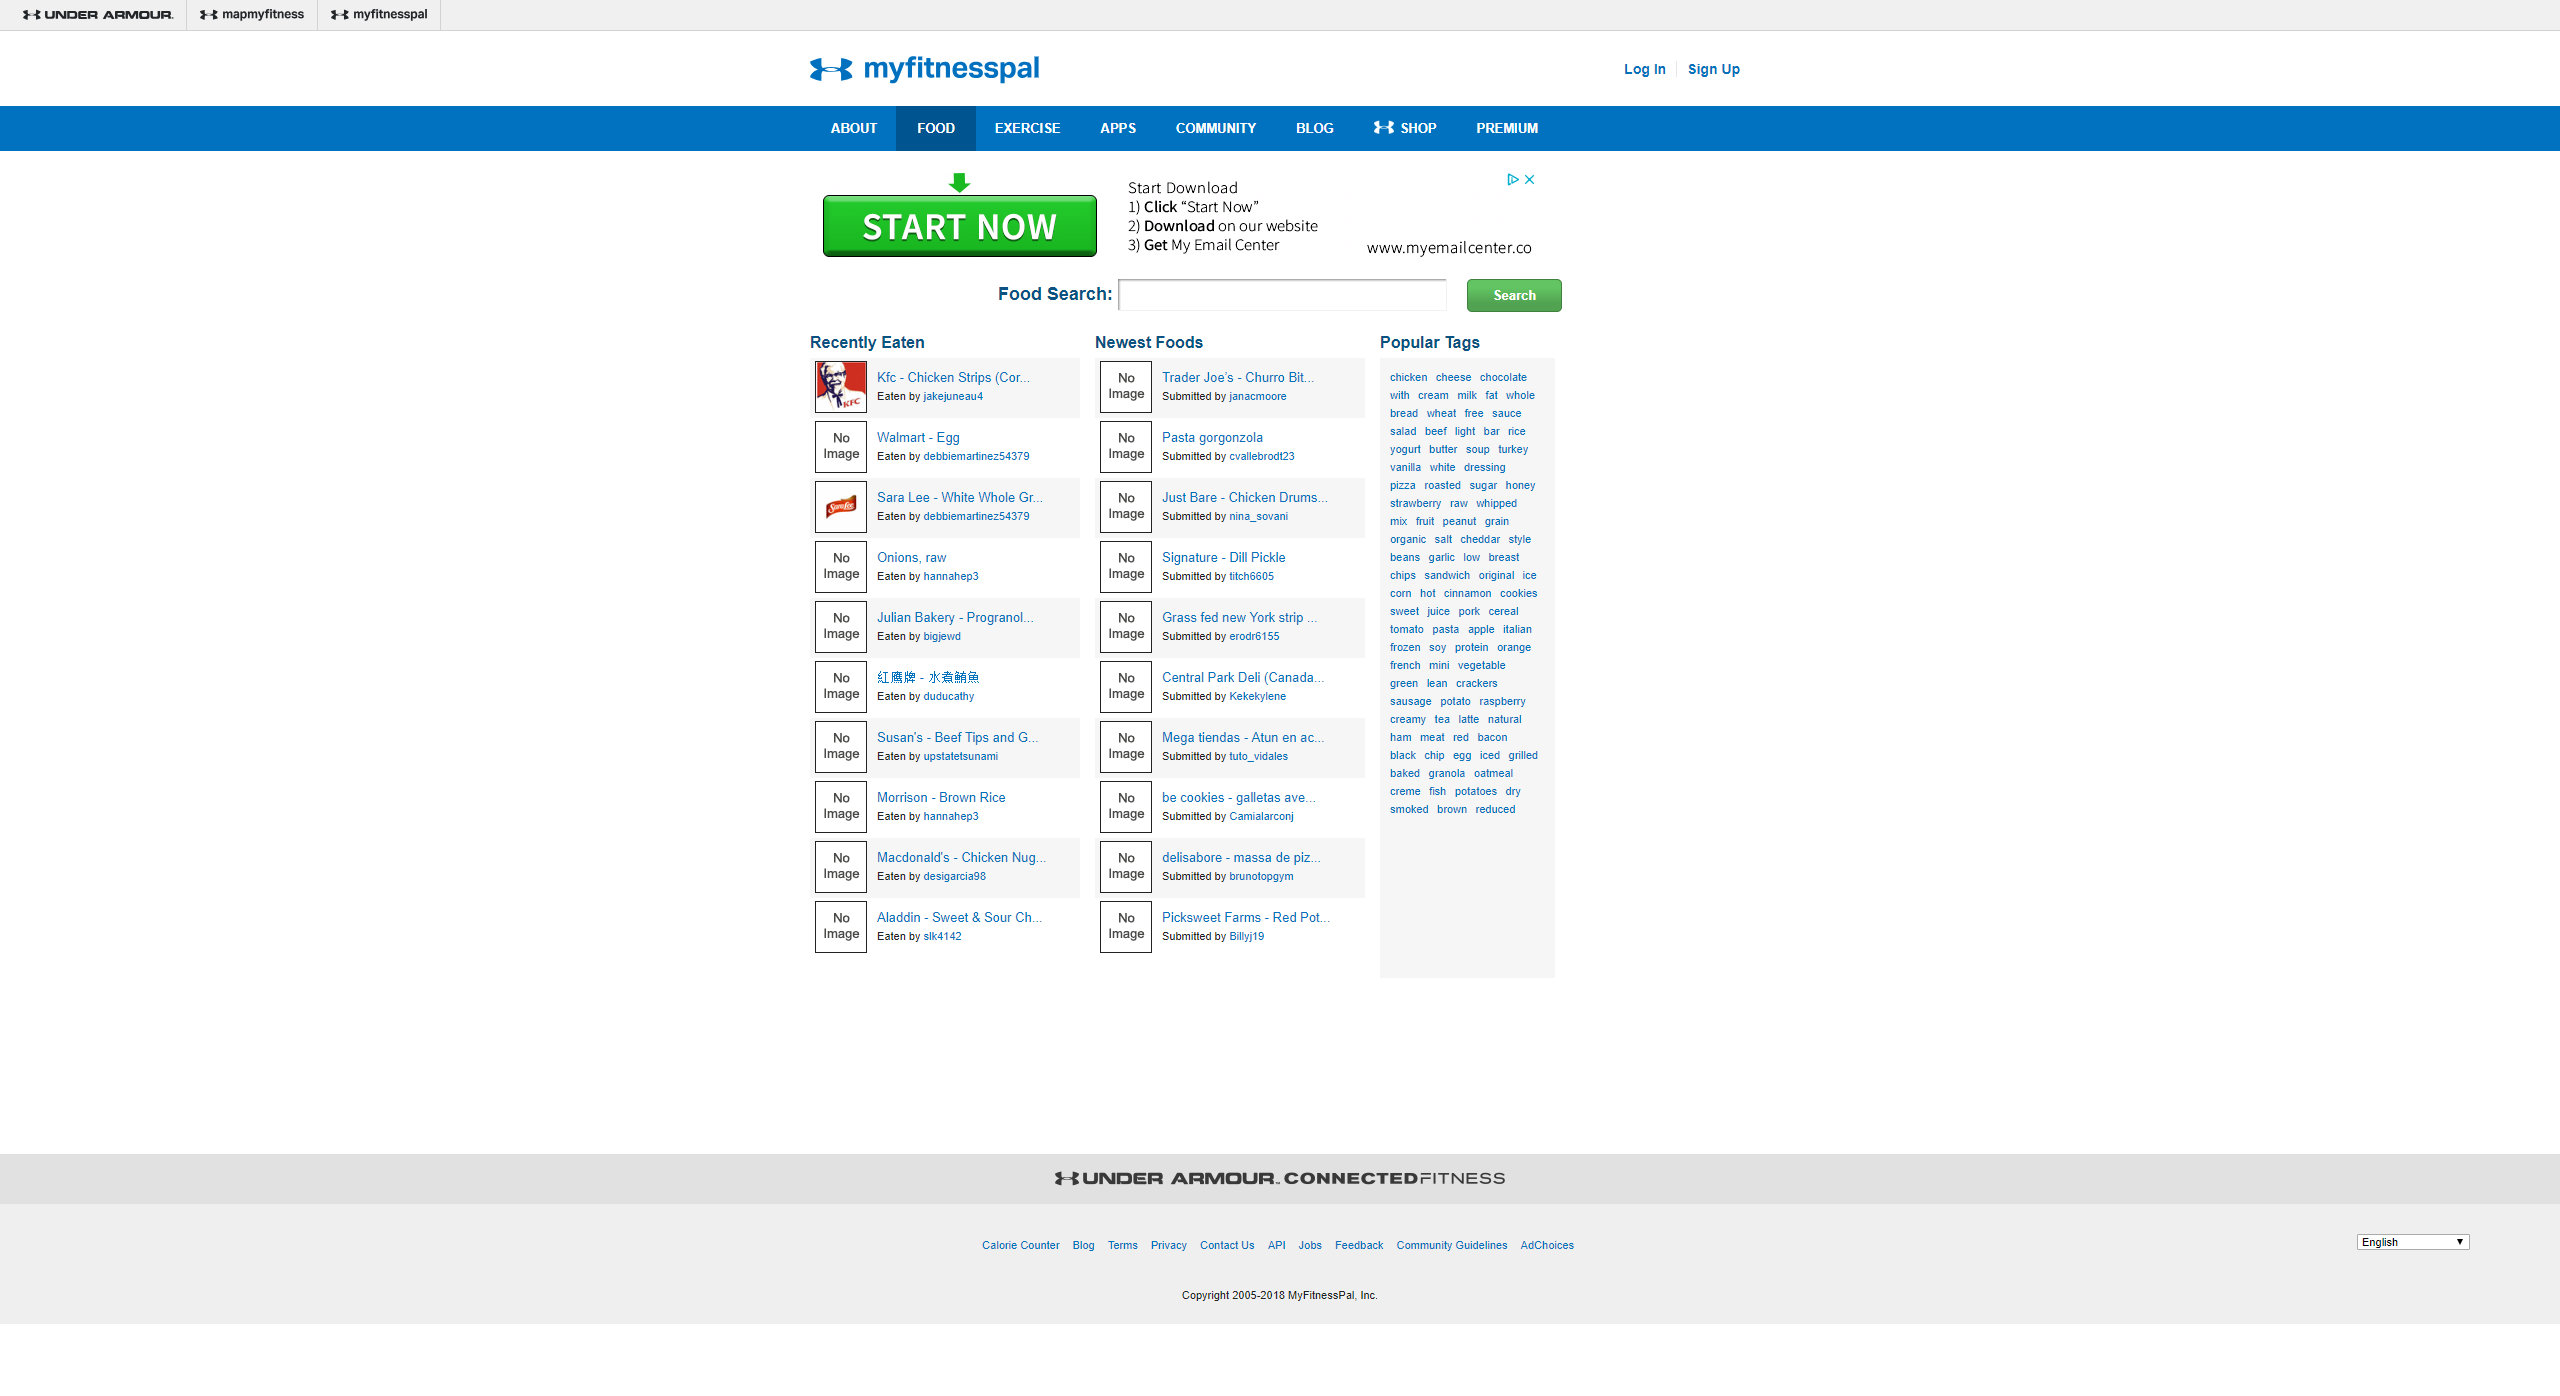 UNDER ARMOUR. mapmyfitness myfitnesspal
myfitnesspal
Log In Sign Up
ABOUT FOOD EXERCISE APPS COMMUNITY BLOG SHOP PREMIUM
START NOW
Start Download
1) Click “Start Now”
2) Download on our website
3) Get My Email Center
www.myemailcenter.co
Food Search:
Search
Recently Eaten
Kfc - Chicken Strips (Cor...
Eaten by jakejuneau4
No Image
Walmart - Egg
Eaten by debbiemartinez54379
Sara Lee
Sara Lee - White Whole Gr...
Eaten by debbiemartinez54379
No Image
Onions, raw
Eaten by hannahep3
No Image
Julian Bakery - Progranol...
Eaten by bigjewd
No Image
紅鷹牌 - 水煮鮪魚
Eaten by duducathy
No Image
Susan's - Beef Tips and G...
Eaten by upstatetsunami
No Image
Morrison - Brown Rice
Eaten by hannahep3
No Image
Macdonald's - Chicken Nug...
Eaten by desigarcia98
No Image
Aladdin - Sweet & Sour Ch...
Eaten by slk4142
Newest Foods
No Image
Trader Joe's - Churro Bit...
Submitted by janacmoore
No Image
Pasta gorgonzola
Submitted by cvallebrodt23
No Image
Just Bare - Chicken Drums...
Submitted by nina_sovani
No Image
Signature - Dill Pickle
Submitted by titch6605
No Image
Grass fed new York strip ...
Submitted by erodr6155
No Image
Central Park Deli (Canada...
Submitted by Kekekylene
No Image
Mega tiendas - Atun en ac...
Submitted by tuto_vidales
No Image
be cookies - galletas ave...
Submitted by Camialarconj
No Image
delisabore - massa de piz...
Submitted by brunotopgym
No Image
Picksweet Farms - Red Pot...
Submitted by Billyj19
Popular Tags
chicken cheese chocolate
with cream milk fat whole
bread wheat free sauce
salad beef light bar rice
yogurt butter soup turkey
vanilla white dressing
pizza roasted sugar honey
strawberry raw whipped
mix fruit peanut grain
organic salt cheddar style
beans garlic low breast
chips sandwich original ice
corn hot cinnamon cookies
sweet juice pork cereal
tomato pasta apple italian
frozen soy protein orange
french mini vegetable
green lean crackers
sausage potato raspberry
creamy tea latte natural
ham meat red bacon
black chip egg iced grilled
baked granola oatmeal
creme fish potatoes dry
smoked brown reduced
UNDER ARMOUR CONNECTEDFITNESS
Calorie Counter Blog Terms Privacy Contact Us API Jobs Feedback Community Guidelines AdChoices
English
Copyright 2005-2018 MyFitnessPal, Inc.